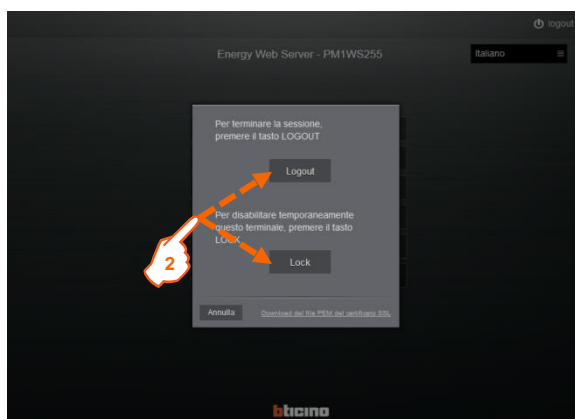 logout
Energy Web Server - PM1WS255
Italiano
Per terminare la sessione,
premere il tasto LOGOUT
Logout
Per disabilitare temporaneamente
questo terminale, premere il tasto
LOCK
Lock
2
Annulla
Download del file PEM del certificato SSL
bticino